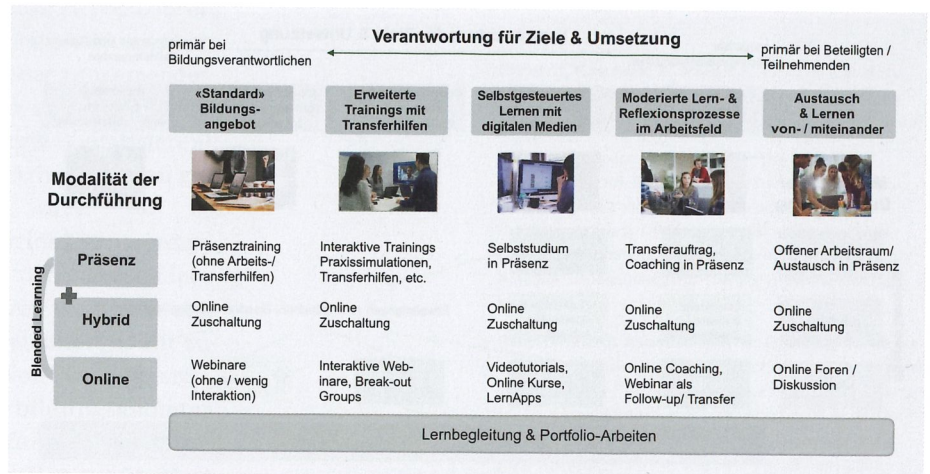 Verantwortung für Ziele & Umsetzung
primär bei
Bildungsverantwortlichen
primär bei Beteiligten /
Teilnehmenden
«Standard»
Bildungs-
angebot
Erweiterte
Trainings mit
Transferhilfen
Selbstgesteuertes
Lernen mit
digitalen Medien
Moderierte Lern- &
Reflexionsprozesse
im Arbeitsfeld
Austausch
& Lernen
von- / miteinander
Modalität der
Durchführung
Blended Learning
Präsenz
Präsenztraining
(ohne Arbeits-/
Transferhilfen)
Interaktive Trainings
Praxissimulationen,
Transferhilfen, etc.
Selbststudium
in Präsenz
Transferauftrag,
Coaching in Präsenz
Offener Arbeitsraum/
Austausch in Präsenz
+
Hybrid
Online
Zuschaltung
Online
Zuschaltung
Online
Zuschaltung
Online
Zuschaltung
Online
Zuschaltung
Online
Webinare
(ohne / wenig
Interaktion)
Interaktive Web-
inare, Break-out
Groups
Videotutorials,
Online Kurse,
LernApps
Online Coaching,
Webinar als
Follow-up/ Transfer
Online Foren /
Diskussion
Lernbegleitung & Portfolio-Arbeiten